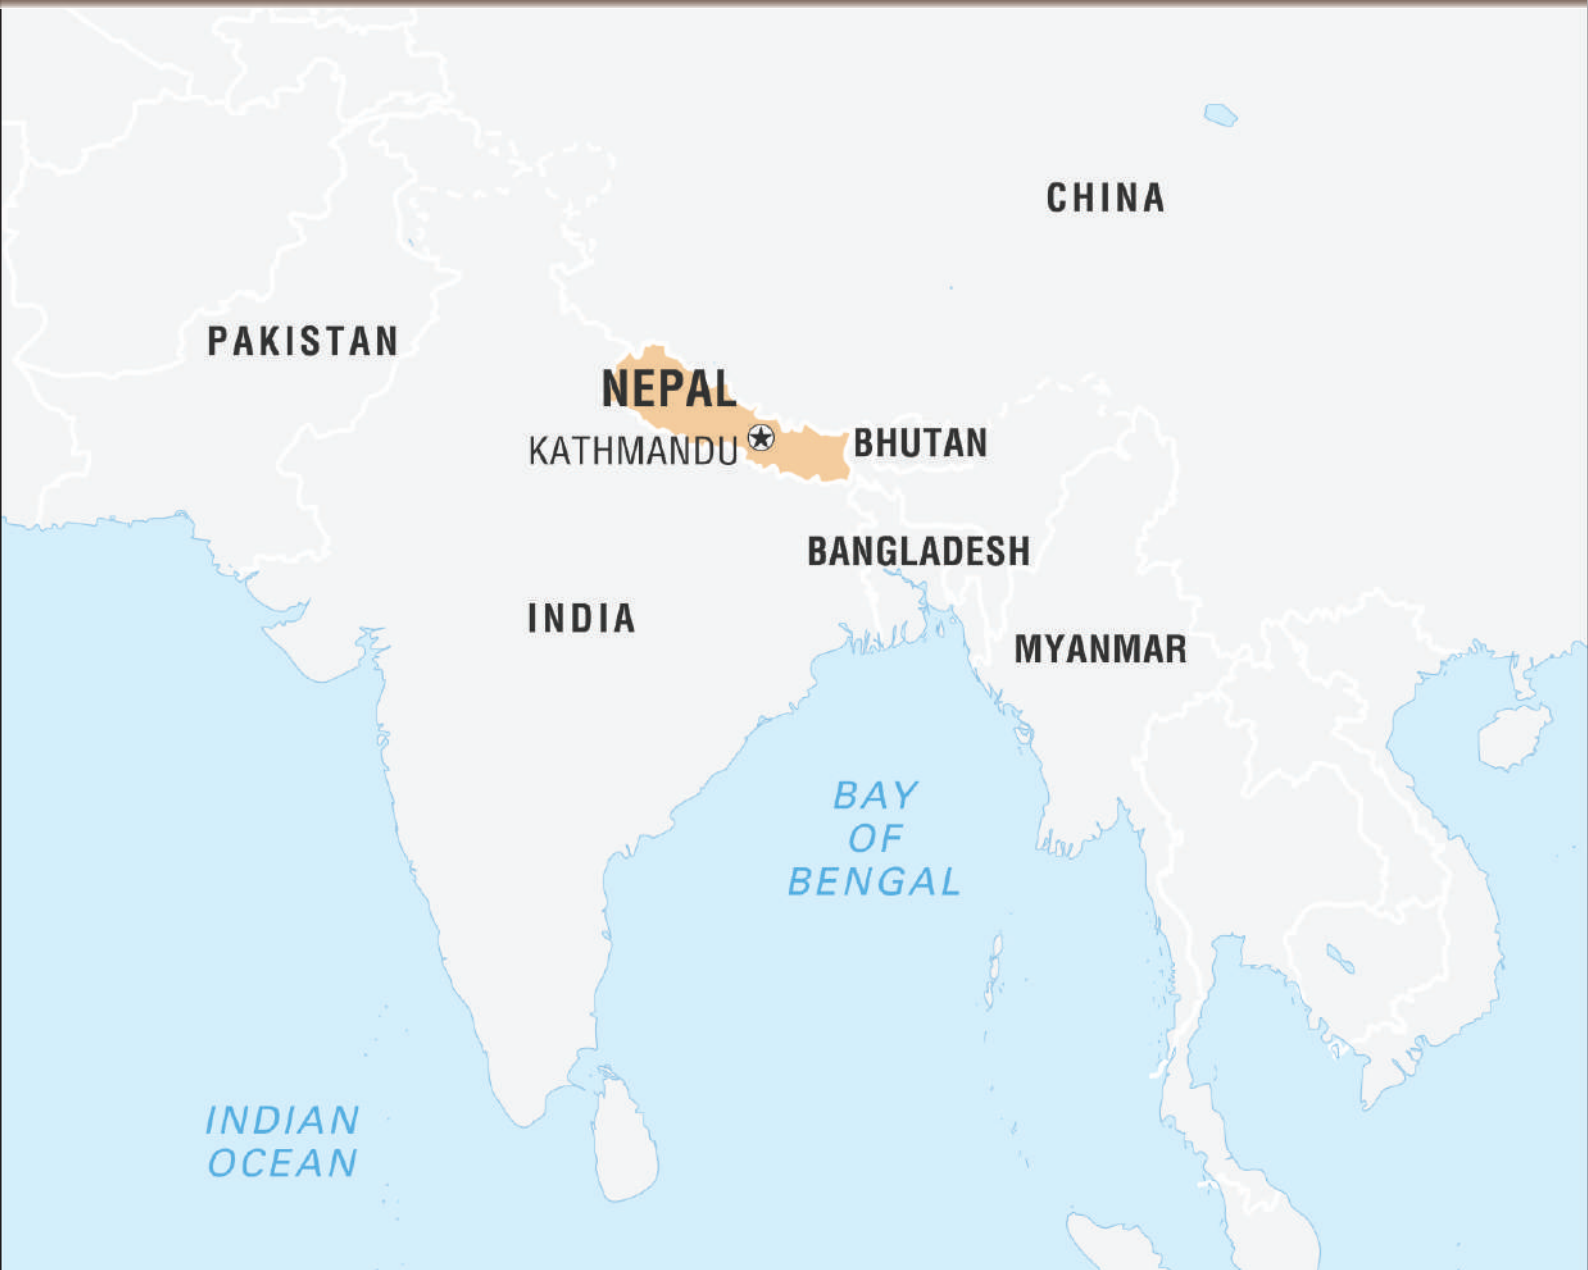 CHINA
PAKISTAN
NEPAL
KATHMANDU
BHUTAN
BANGLADESH
INDIA
MYANMAR
BAY
OF
BENGAL
INDIAN
OCEAN